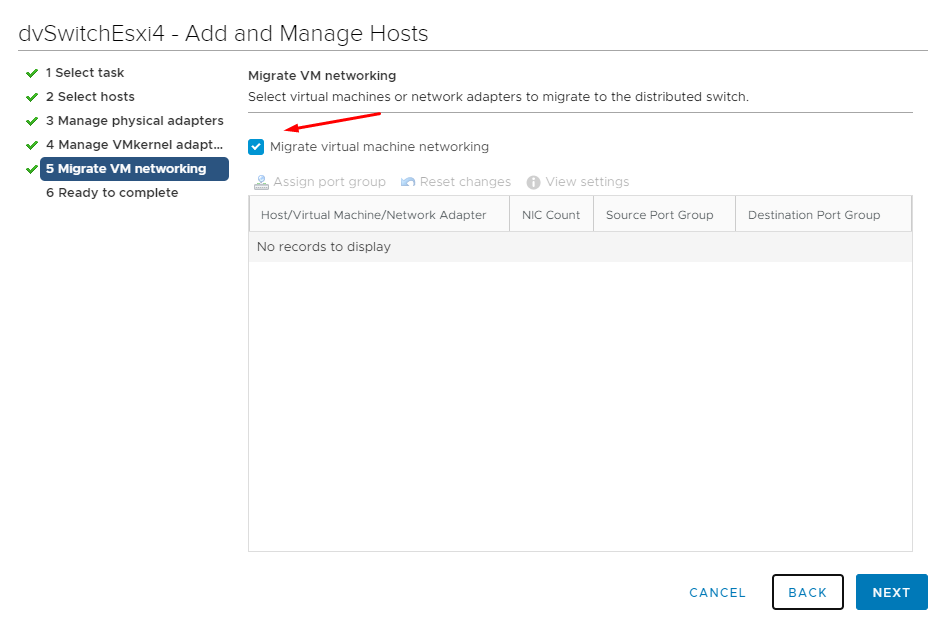 dvSwitchEsxi4 - Add and Manage Hosts
1 Select task
2 Select hosts
3 Manage physical adapters
4 Manage VMkernel adapt...
5 Migrate VM networking
6 Ready to complete
Migrate VM networking
Select virtual machines or network adapters to migrate to the distributed switch.
Migrate virtual machine networking
Assign port group Reset changes View settings
Host/Virtual Machine/Network Adapter NIC Count Source Port Group Destination Port Group
No records to display
CANCEL BACK NEXT